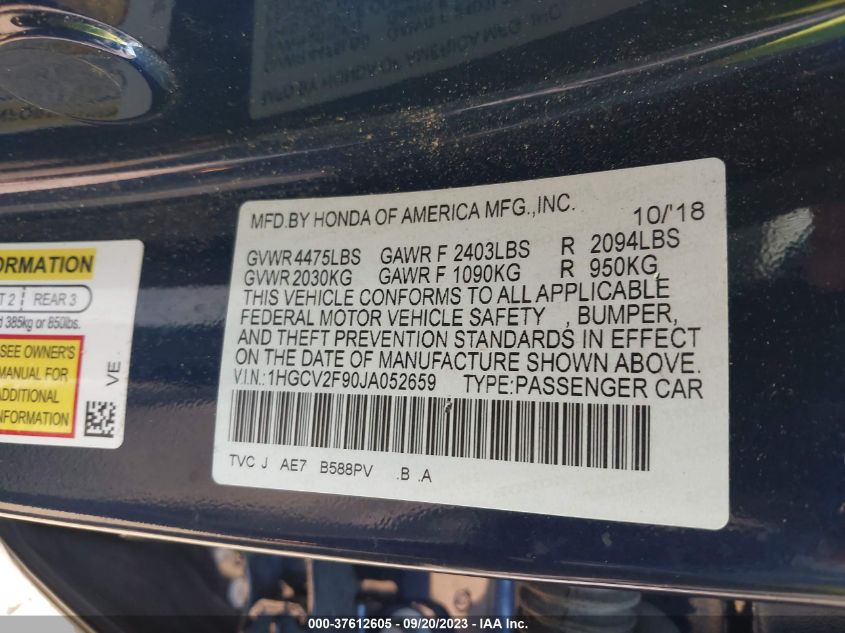 MFD.BY HONDA OF AMERICA MFG.,INC. 10/'18
GVWR 4475LBS GAWR F 2403LBS R 2094LBS
GVWR 2030KG GAWR F 1090KG R 950KG
THIS VEHICLE CONFORMS TO ALL APPLICABLE
FEDERAL MOTOR VEHICLE SAFETY , BUMPER,
AND THEFT PREVENTION STANDARDS IN EFFECT
ON THE DATE OF MANUFACTURE SHOWN ABOVE.
V.I.N.:1HGCV2F90JA052659 TYPE:PASSENGER CAR
TVC J AE7 B588PV .B .A
ORMATION
T 2 REAR 3
d 385kg or 850lbs.
SEE OWNER'S
MANUAL FOR
ADDITIONAL
NFORMATION
VE
000-37612605 - 09/20/2023 - IAA Inc.